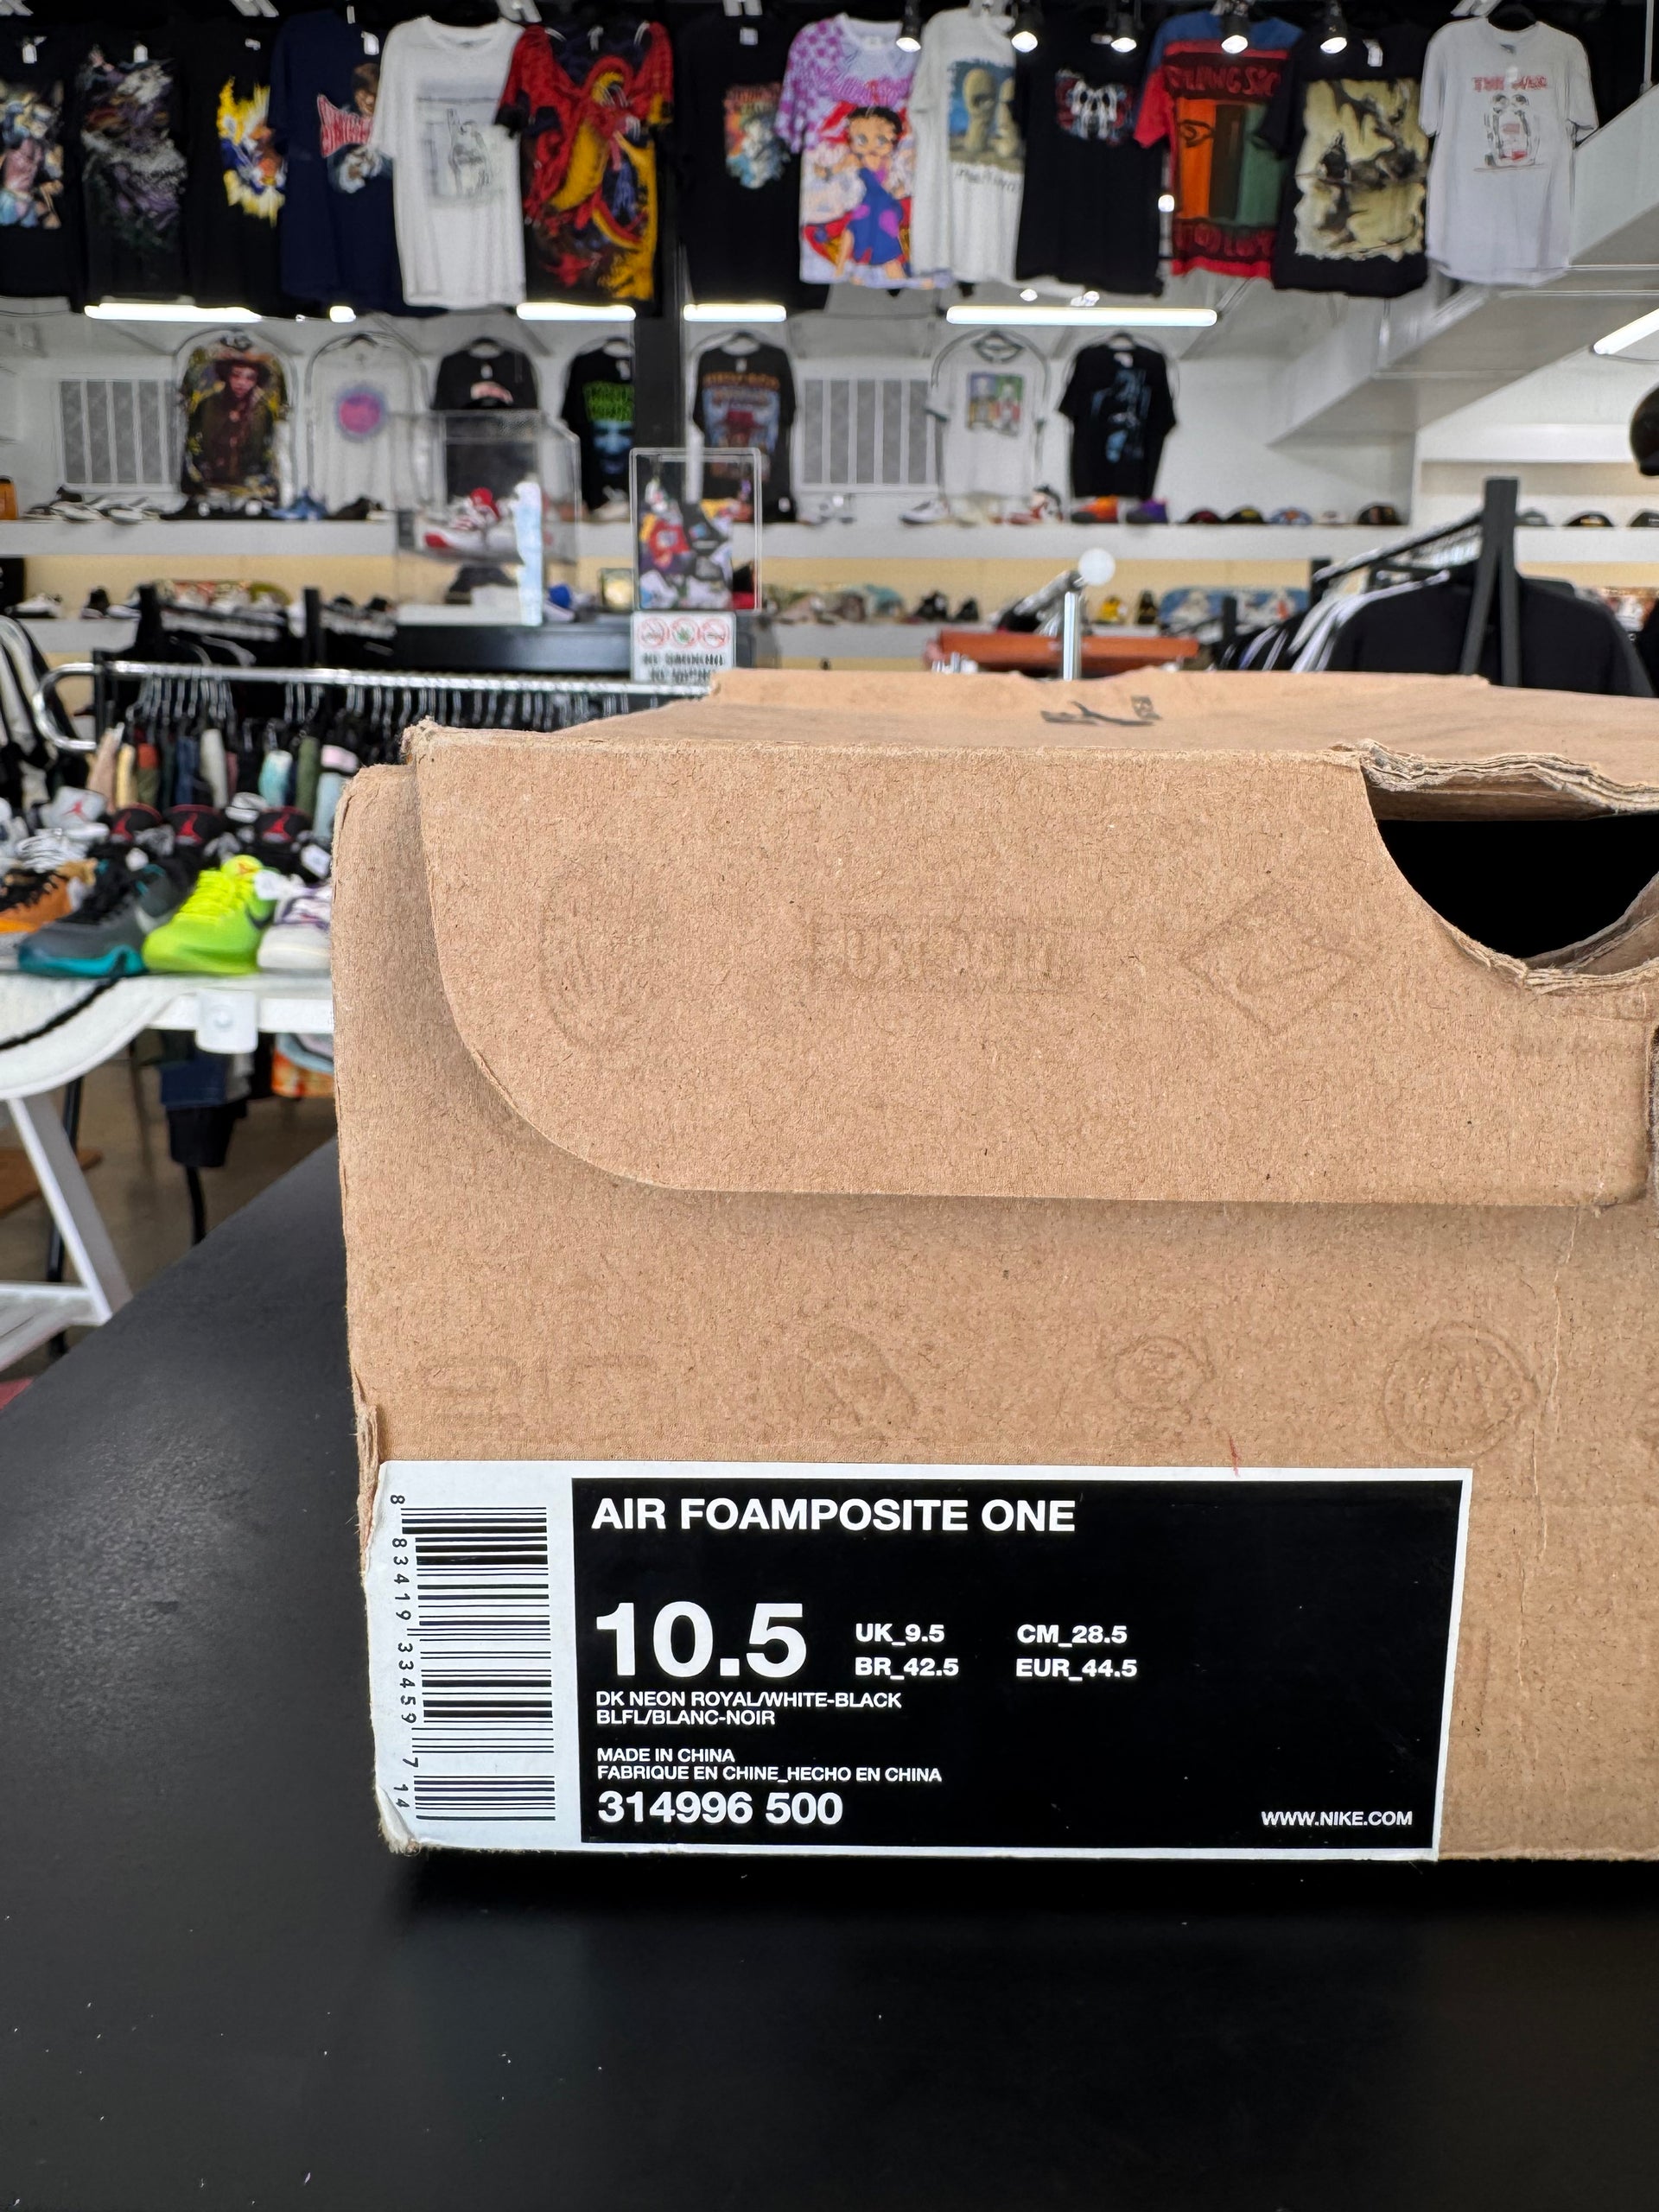 NO SMOKING
AIR FOAMPOSITE ONE
10.5
UK_9.5 CM_28.5
BR_42.5 EUR_44.5
DK NEON ROYAL/WHITE-BLACK
BLFL/BLANC-NOIR
MADE IN CHINA
FABRIQUE EN CHINE_HECHO EN CHINA
314996 500
WWW.NIKE.COM
8 83419 33459 7 14